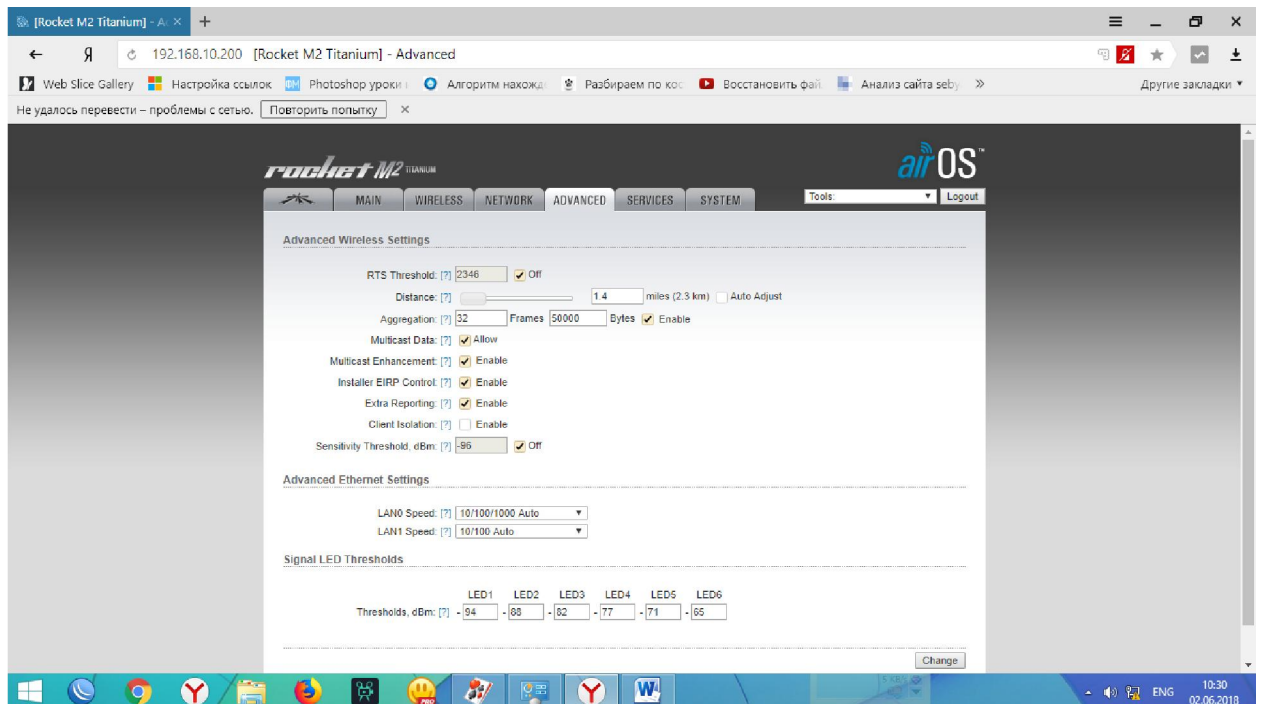 [Rocket M2 Titanium] - A
Я 192.168.10.200 [Rocket M2 Titanium] - Advanced
Web Slice Gallery Настройка ссылок Photoshop уроки Алгоритм нахожд Разбираем по кос Восстановить фай Анализ сайта seby » Другие закладки
Не удалось перевести – проблемы с сетью. Повторить попытку ×
rocket M2 TITANIUM airOS™
MAIN WIRELESS NETWORK ADVANCED SERVICES SYSTEM Tools: Logout
Advanced Wireless Settings
RTS Threshold: [?] 2346 Off
Distance: [?] 1.4 miles (2.3 km) Auto Adjust
Aggregation: [?] 32 Frames 50000 Bytes Enable
Multicast Data: [?] Allow
Multicast Enhancement: [?] Enable
Installer EIRP Control: [?] Enable
Extra Reporting: [?] Enable
Client Isolation: [?] Enable
Sensitivity Threshold, dBm: [?] -96 Off
Advanced Ethernet Settings
LAN0 Speed: [?] 10/100/1000 Auto
LAN1 Speed: [?] 10/100 Auto
Signal LED Thresholds
LED1 LED2 LED3 LED4 LED5 LED6
Thresholds, dBm: [?] - 94 - 88 - 82 - 77 - 71 - 65
Change
PRO ENG 10:30
02.06.2018